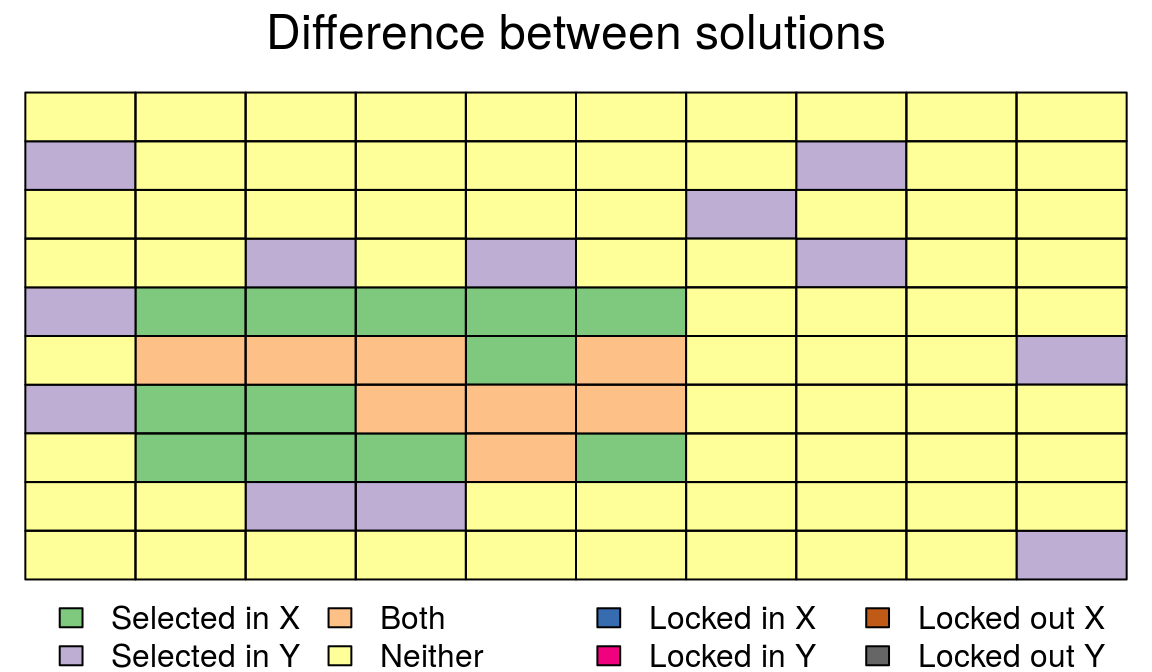 Difference between solutions
Selected in X Both Locked in X Locked out X
Selected in Y Neither Locked in Y Locked out Y